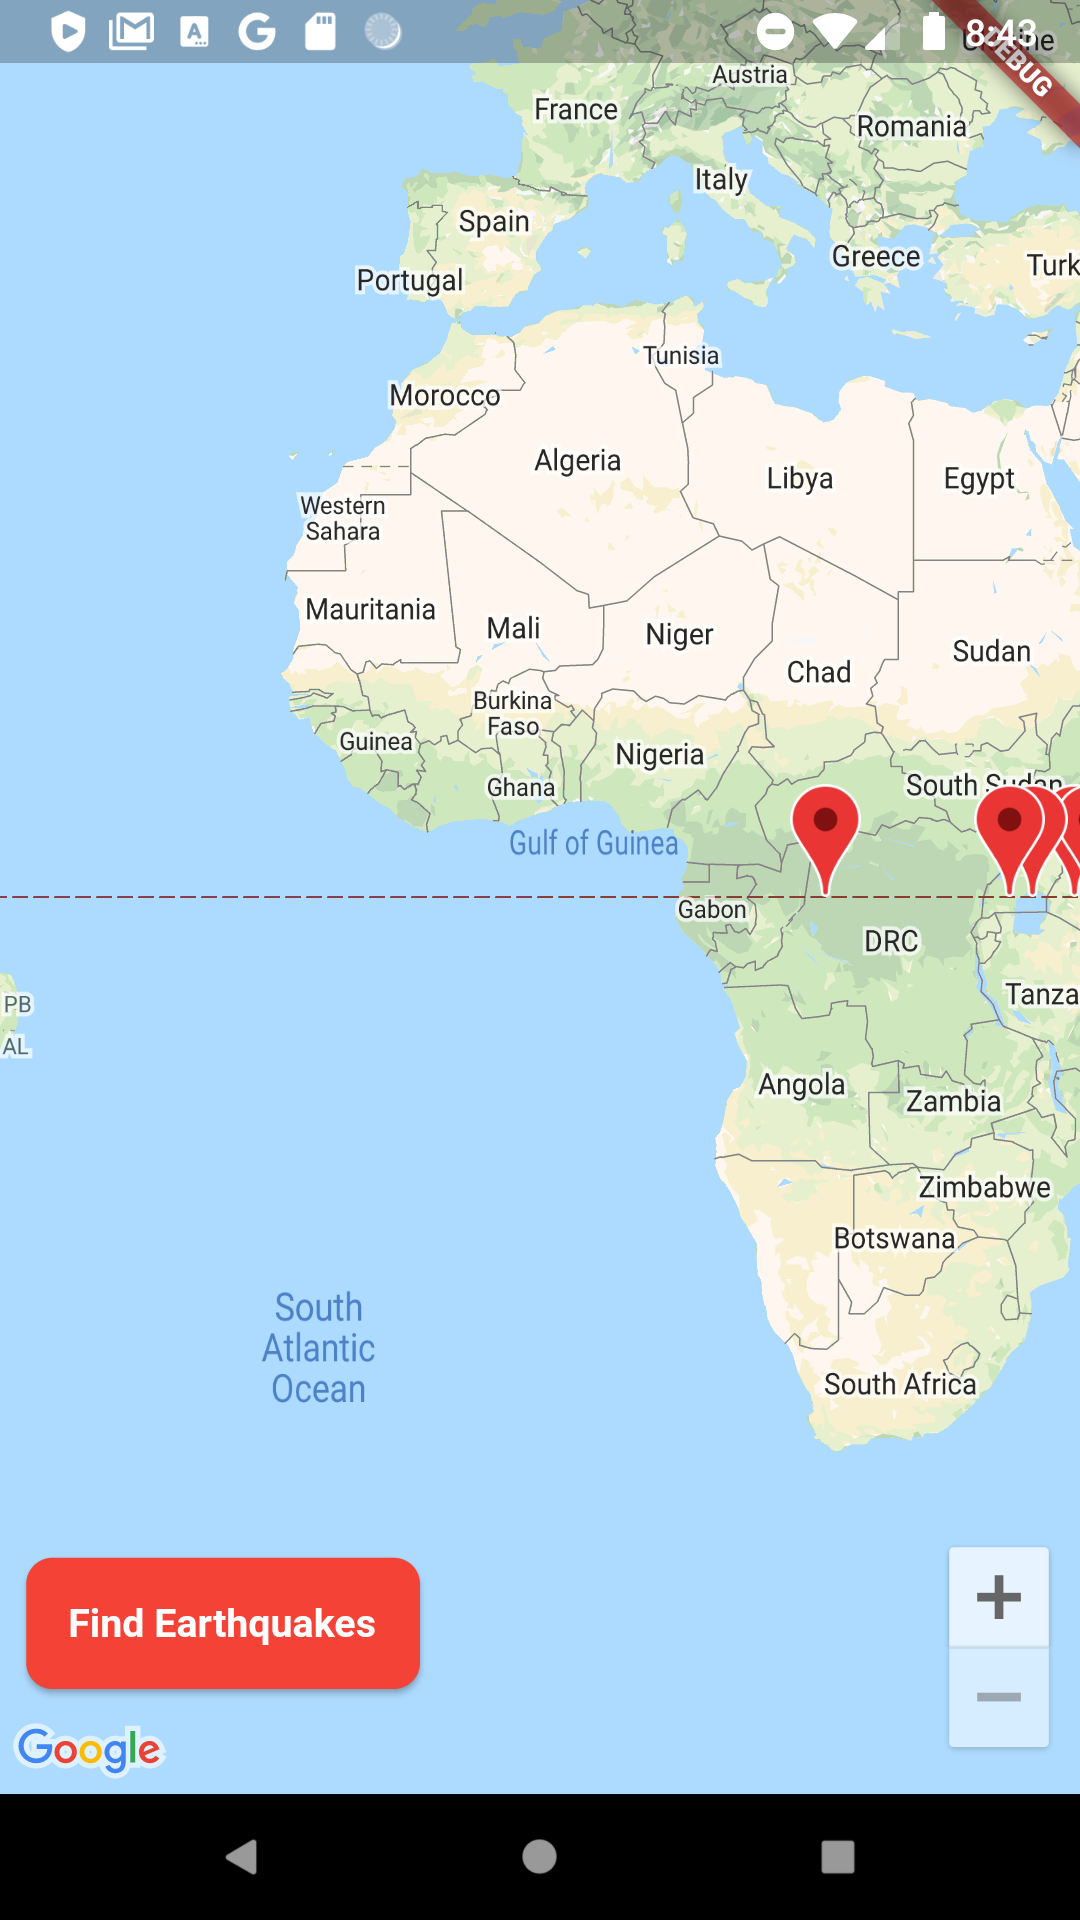 8:43
DEBUG
Austria
France
Romania
Italy
Spain
Greece
Portugal
Turk
Tunisia
Morocco
Algeria
Libya
Egypt
Western
Sahara
Mauritania
Mali
Niger
Sudan
Chad
Burkina
Faso
Guinea
Nigeria
Ghana
South Sudan
Gulf of Guinea
Gabon
DRC
PB
Tanza
AL
Angola
Zambia
Zimbabwe
Botswana
South
Atlantic
Ocean
South Africa
Find Earthquakes
+
−
Google